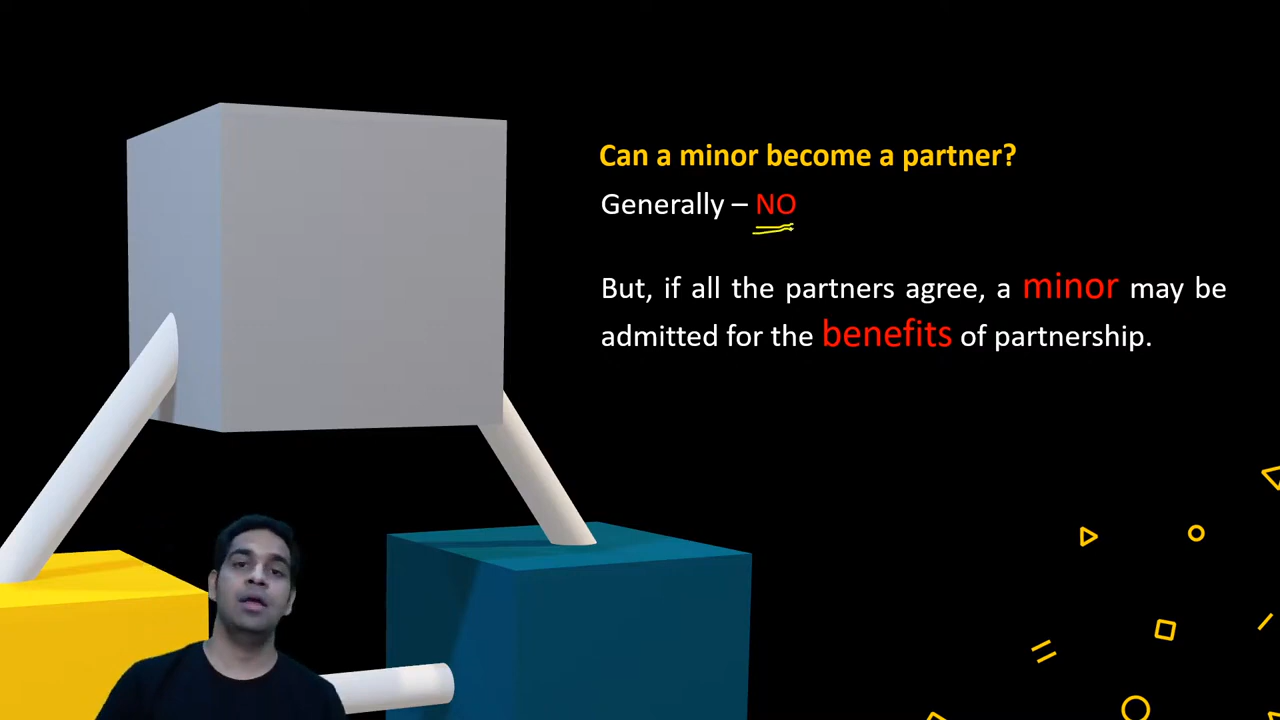 Can a minor become a partner?
Generally – NO
But, if all the partners agree, a minor may be
admitted for the benefits of partnership.